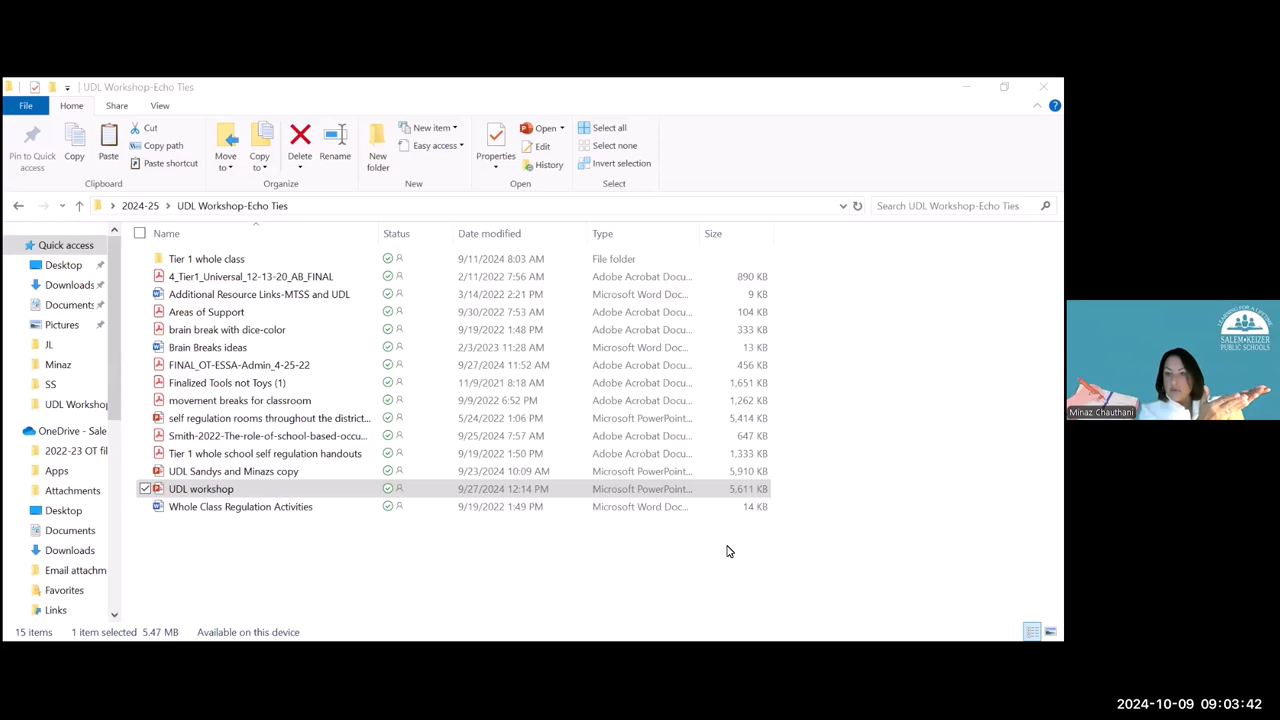 UDL Workshop-Echo Ties
File Home Share View
Pin to Quick access
Copy
Paste
Cut
Copy path
Paste shortcut
Clipboard
Move to
Copy to
Delete
Rename
Organize
New folder
New item
Easy access
New
Properties
Open
Edit
History
Open
Select all
Select none
Invert selection
Select
2024-25 UDL Workshop-Echo Ties
Search UDL Workshop-Echo Ties
Quick access
Desktop
Downloads
Documents
Pictures
JL
Minaz
SS
UDL Workshop
OneDrive - Sale
2022-23 OT fil
Apps
Attachments
Desktop
Documents
Downloads
Email attachm
Favorites
Links
Name Status Date modified Type Size
Tier 1 whole class 9/11/2024 8:03 AM File folder
4_Tier1_Universal_12-13-20_AB_FINAL 2/11/2022 7:56 AM Adobe Acrobat Docu... 890 KB
Additional Resource Links-MTSS and UDL 3/14/2022 2:21 PM Microsoft Word Doc... 9 KB
Areas of Support 9/30/2022 7:53 AM Adobe Acrobat Docu... 104 KB
brain break with dice-color 9/19/2022 1:48 PM Adobe Acrobat Docu... 333 KB
Brain Breaks ideas 2/3/2023 11:28 AM Microsoft Word Doc... 13 KB
FINAL_OT-ESSA-Admin_4-25-22 9/27/2024 11:52 AM Adobe Acrobat Docu... 456 KB
Finalized Tools not Toys (1) 11/9/2021 8:18 AM Adobe Acrobat Docu... 1,651 KB
movement breaks for classroom 9/9/2022 6:52 PM Adobe Acrobat Docu... 1,262 KB
self regulation rooms throughout the district... 5/24/2022 1:06 PM Microsoft PowerPoint... 5,414 KB
Smith-2022-The-role-of-school-based-occu... 9/25/2024 7:57 AM Adobe Acrobat Docu... 647 KB
Tier 1 whole school self regulation handouts 9/19/2022 1:50 PM Adobe Acrobat Docu... 1,333 KB
UDL Sandys and Minazs copy 9/23/2024 10:09 AM Microsoft PowerPoint... 5,910 KB
UDL workshop 9/27/2024 12:14 PM Microsoft PowerPoint... 5,611 KB
Whole Class Regulation Activities 9/19/2022 1:49 PM Microsoft Word Doc... 14 KB
15 items 1 item selected 5.47 MB Available on this device
LEARNING FOR A LIFETIME
SALEM-KEIZER
PUBLIC SCHOOLS
Minaz Chauthani
2024-10-09 09:03:42